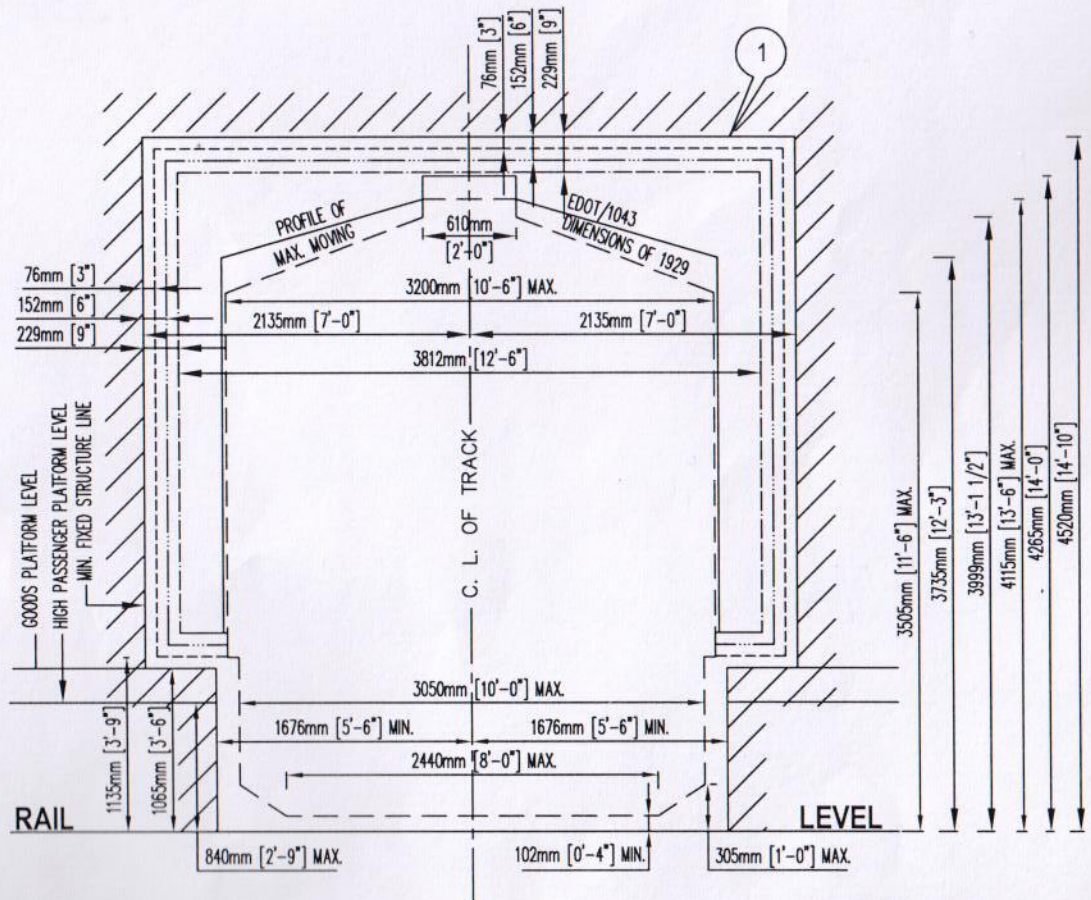 76mm [3"]
152mm [6"]
229mm [9"]
1
PROFILE OF
MAX. MOVING
EDOT/1043
DIMENSIONS OF 1929
610mm
[2'-0"]
76mm [3"]
152mm [6"]
229mm [9"]
3200mm [10'-6"] MAX.
2135mm [7'-0"]
2135mm [7'-0"]
3812mm [12'-6"]
C. L. OF TRACK
GOODS PLATFORM LEVEL
HIGH PASSENGER PLATFORM LEVEL
MIN. FIXED STRUCTURE LINE
3505mm [11'-6"] MAX.
3735mm [12'-3"]
3999mm [13'-1 1/2"]
4115mm [13'-6"] MAX.
4265mm [14'-0"]
4520mm [14'-10"]
3050mm [10'-0"] MAX.
1676mm [5'-6"] MIN.
1676mm [5'-6"] MIN.
2440mm [8'-0"] MAX.
1135mm [3'-9"]
1065mm [3'-6"]
RAIL
LEVEL
840mm [2'-9"] MAX.
102mm [0'-4"] MIN.
305mm [1'-0"] MAX.